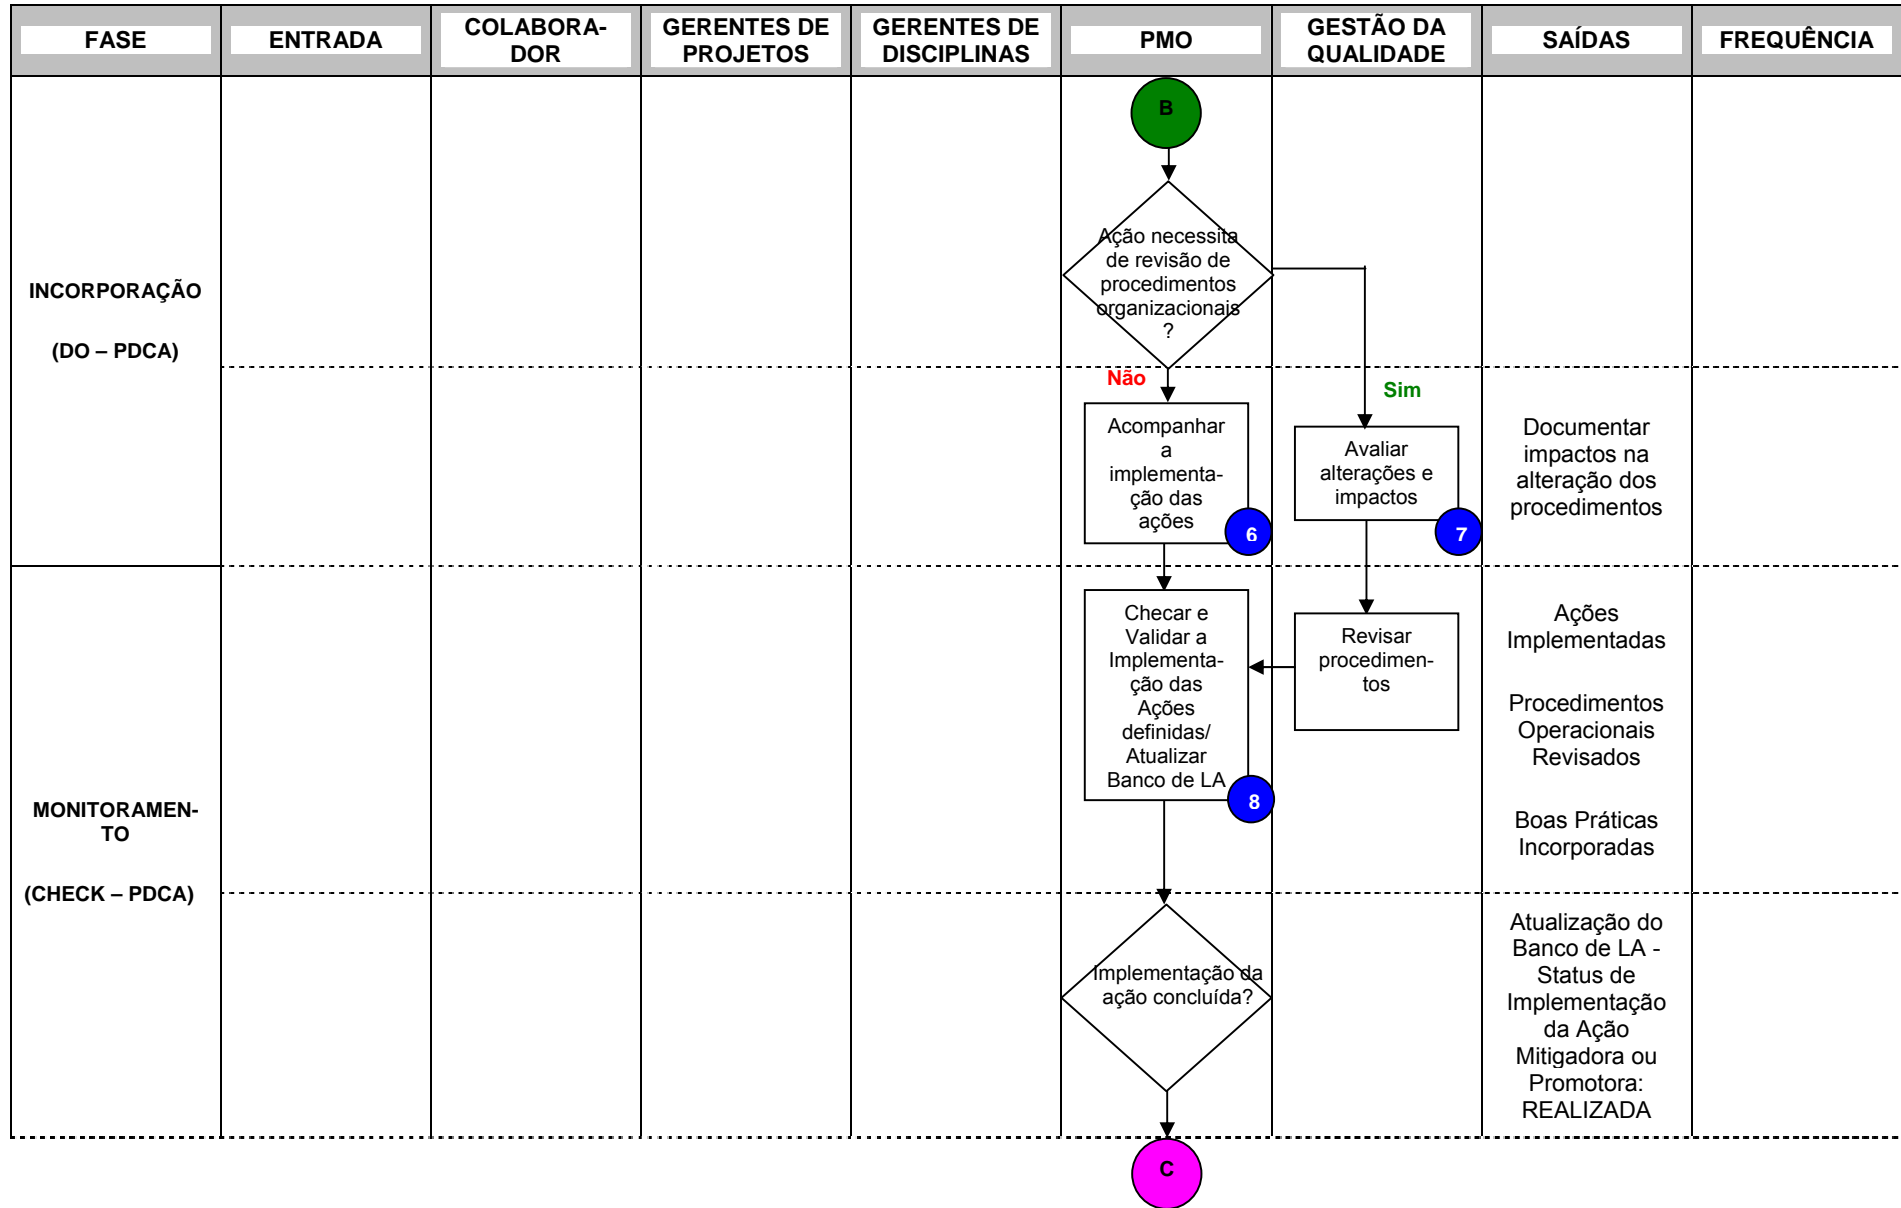 FASE
ENTRADA
COLABORA-
DOR
GERENTES DE
PROJETOS
GERENTES DE
DISCIPLINAS
PMO
GESTÃO DA
QUALIDADE
SAÍDAS
FREQUÊNCIA
B
INCORPORAÇÃO
(DO – PDCA)
Ação necessita
de revisão de
procedimentos
organizacionais
?
Não
Sim
Acompanhar
a
implementa-
ção das
ações
6
Avaliar
alterações e
impactos
7
Documentar
impactos na
alteração dos
procedimentos
MONITORAMEN-
TO
(CHECK – PDCA)
Checar e
Validar a
Implementa-
ção das
Ações
definidas/
Atualizar
Banco de LA
8
Revisar
procedimen-
tos
Ações
Implementadas
Procedimentos
Operacionais
Revisados
Boas Práticas
Incorporadas
Implementação da
ação concluída?
Atualização do
Banco de LA -
Status de
Implementação
da Ação
Mitigadora ou
Promotora:
REALIZADA
C